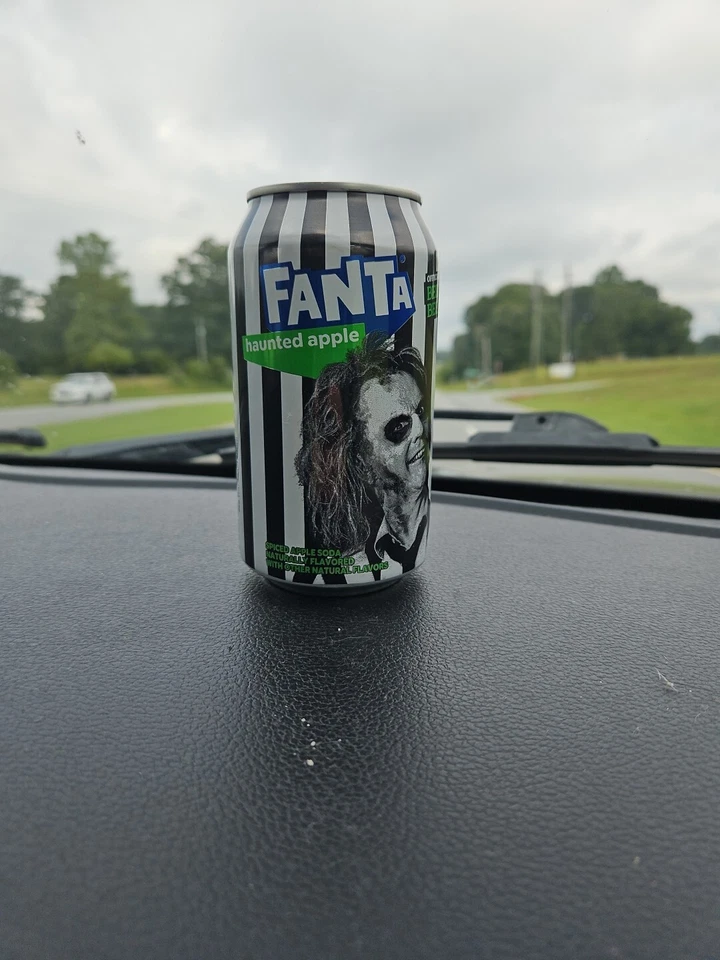 FANTA
haunted apple
SPICED APPLE SODA
NATURALLY FLAVORED
WITH OTHER NATURAL FLAVORS